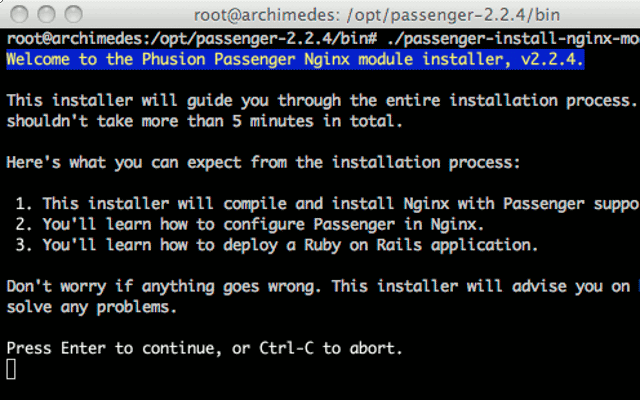 root@archimedes: /opt/passenger-2.2.4/bin
root@archimedes:/opt/passenger-2.2.4/bin# ./passenger-install-nginx-mo
Welcome to the Phusion Passenger Nginx module installer, v2.2.4.
This installer will guide you through the entire installation process.
shouldn't take more than 5 minutes in total.
Here's what you can expect from the installation process:
1. This installer will compile and install Nginx with Passenger suppo
2. You'll learn how to configure Passenger in Nginx.
3. You'll learn how to deploy a Ruby on Rails application.
Don't worry if anything goes wrong. This installer will advise you on
solve any problems.
Press Enter to continue, or Ctrl-C to abort.